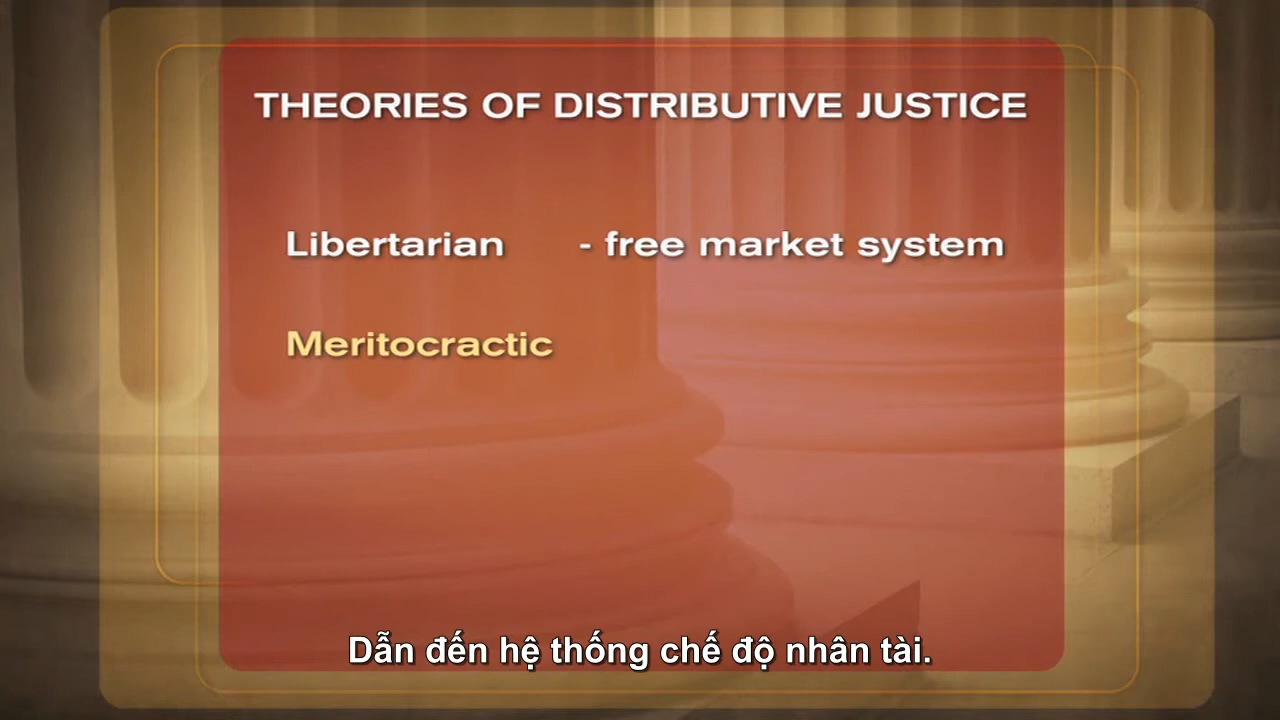 THEORIES OF DISTRIBUTIVE JUSTICE
Libertarian - free market system
Meritocractic
Dẫn đến hệ thống chế độ nhân tài.